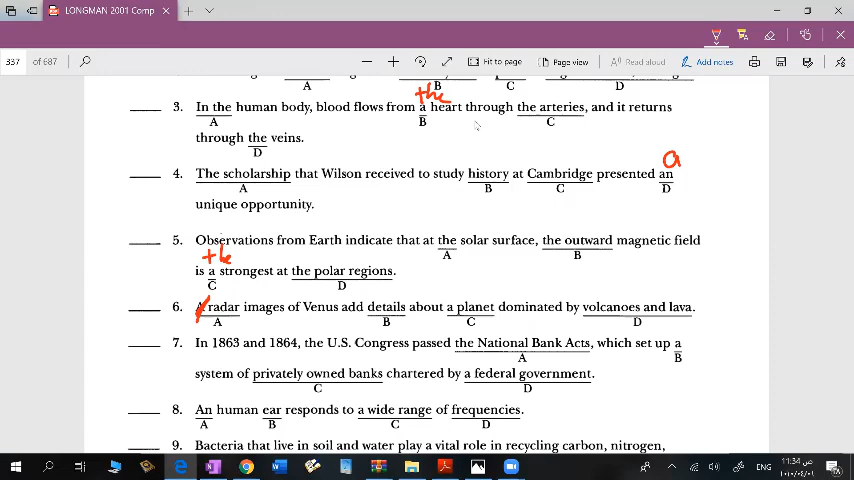 LONGMAN 2001 Comp
337 of 687
Fit to page
Page view
Read aloud
Add notes
A B C D
the
3. In the human body, blood flows from a heart through the arteries, and it returns
A B C
through the veins.
D
a
4. The scholarship that Wilson received to study history at Cambridge presented an
A B C D
unique opportunity.
5. Observations from Earth indicate that at the solar surface, the outward magnetic field
A B
the
is a strongest at the polar regions.
C D
6. A radar images of Venus add details about a planet dominated by volcanoes and lava.
A B C D
7. In 1863 and 1864, the U.S. Congress passed the National Bank Acts, which set up a
A B
system of privately owned banks chartered by a federal government.
C D
8. An human ear responds to a wide range of frequencies.
A B C D
9. Bacteria that live in soil and water play a vital role in recycling carbon, nitrogen,
ENG
11:34 ص